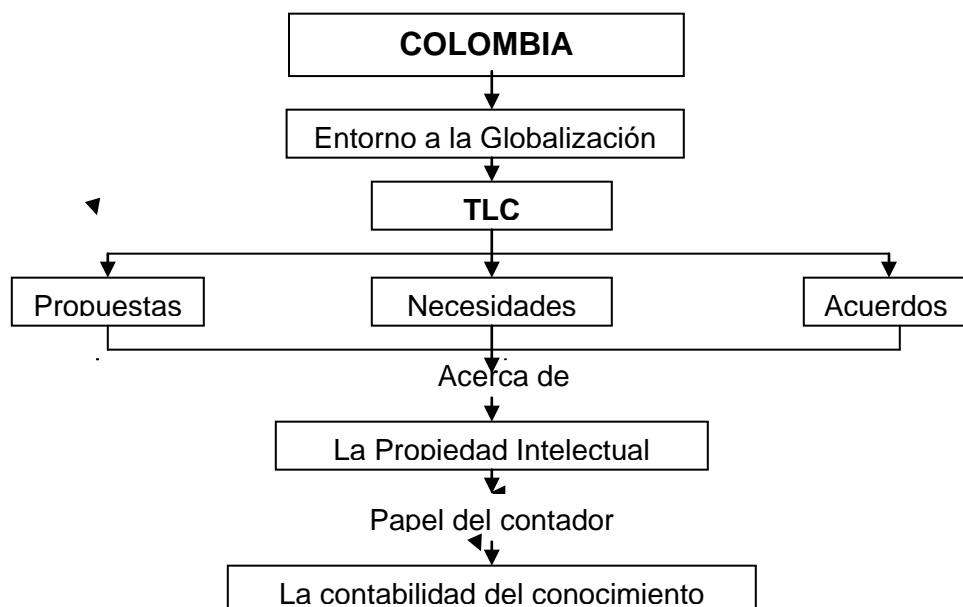 COLOMBIA
Entorno a la Globalización
TLC
Propuestas
Necesidades
Acuerdos
Acerca de
La Propiedad Intelectual
Papel del contador
La contabilidad del conocimiento